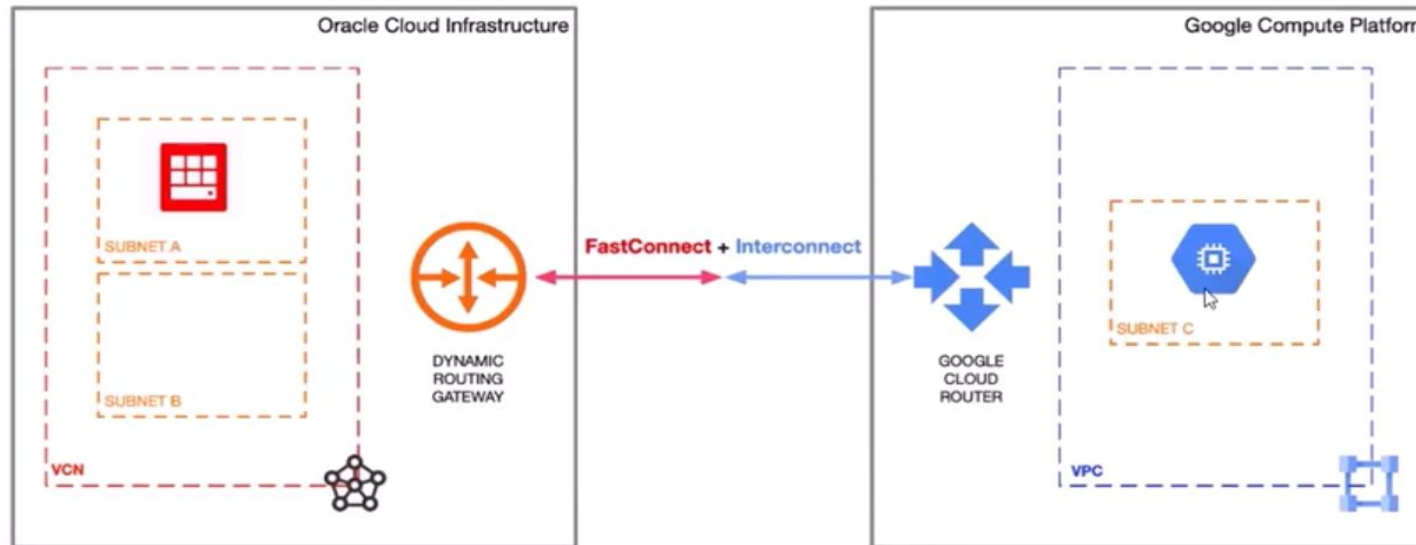 Oracle Cloud Infrastructure
SUBNET A
SUBNET B
VCN
DYNAMIC
ROUTING
GATEWAY
FastConnect + Interconnect
Google Compute Platform
GOOGLE
CLOUD
ROUTER
SUBNET C
VPC